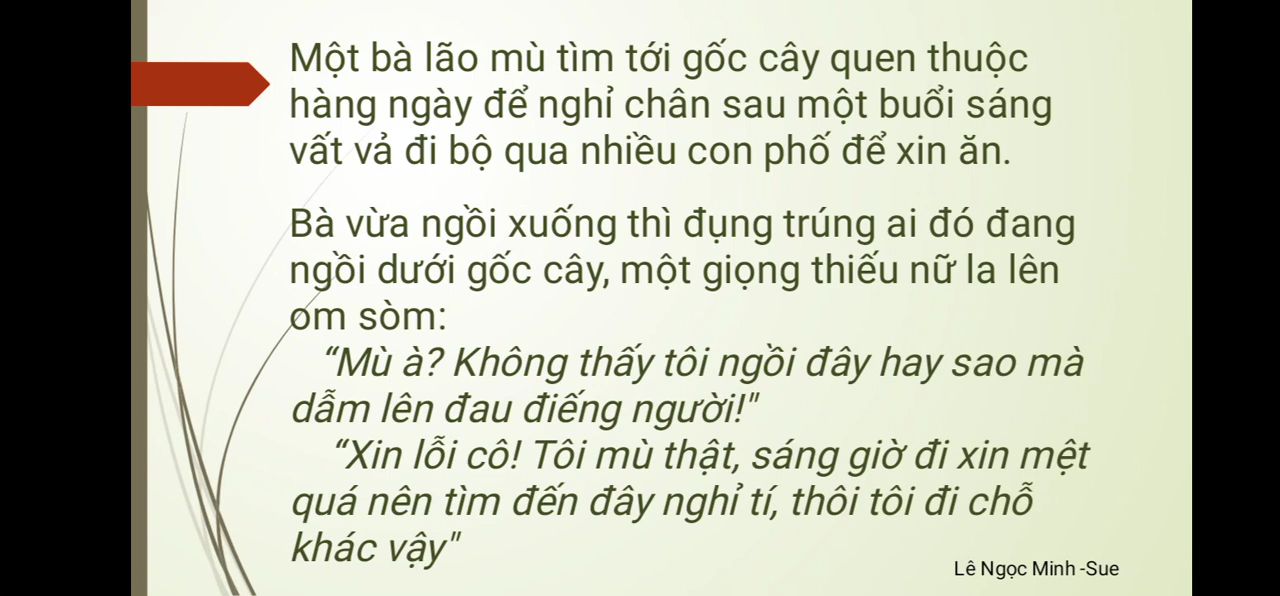 Một bà lão mù tìm tới gốc cây quen thuộc
hàng ngày để nghỉ chân sau một buổi sáng
vất vả đi bộ qua nhiều con phố để xin ăn.
Bà vừa ngồi xuống thì đụng trúng ai đó đang
ngồi dưới gốc cây, một giọng thiếu nữ la lên
om sòm:
“Mù à? Không thấy tôi ngồi đây hay sao mà
dẫm lên đau điếng người!"
“Xin lỗi cô! Tôi mù thật, sáng giờ đi xin mệt
quá nên tìm đến đây nghỉ tí, thôi tôi đi chỗ
khác vậy"
Lê Ngọc Minh -Sue